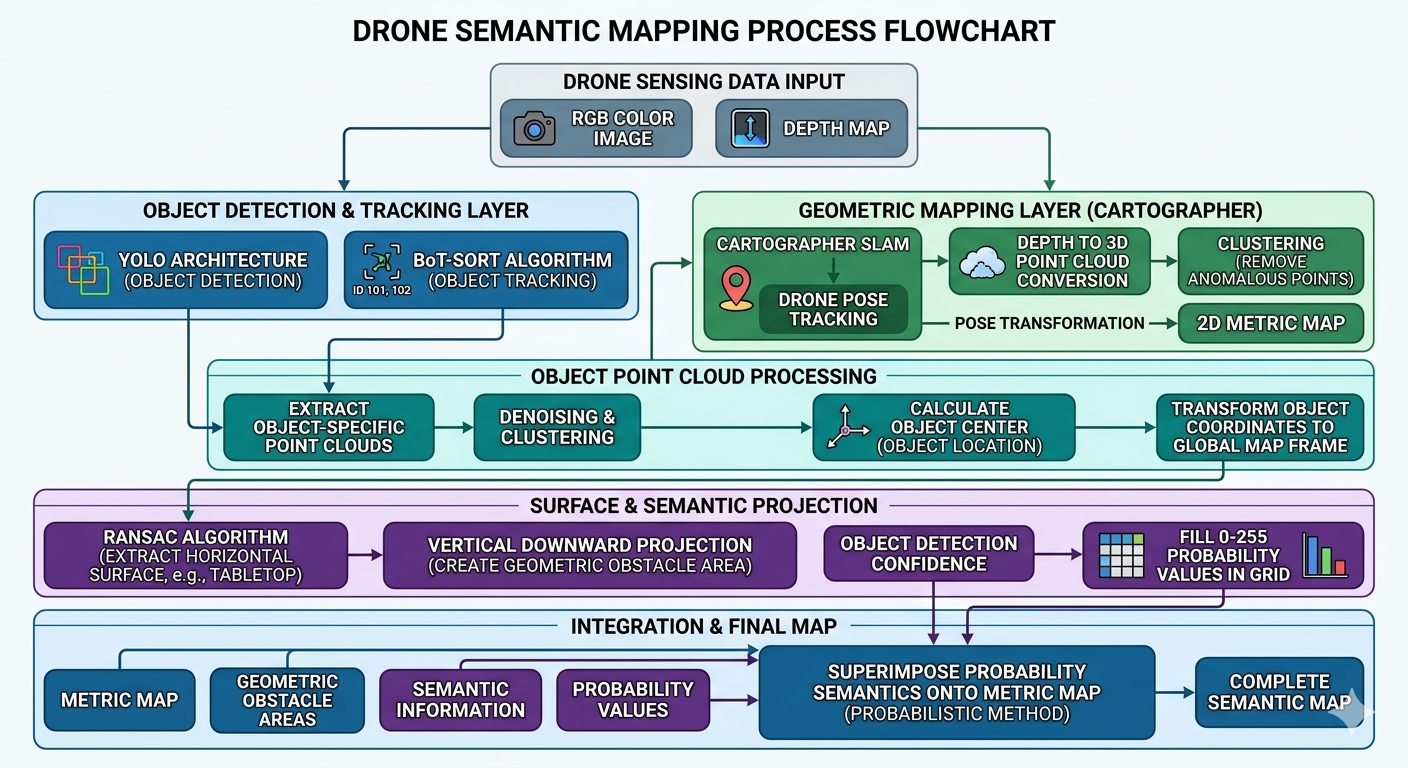 DRONE SEMANTIC MAPPING PROCESS FLOWCHART
DRONE SENSING DATA INPUT
RGB COLOR
IMAGE
DEPTH MAP
OBJECT DETECTION & TRACKING LAYER
YOLO ARCHITECTURE
(OBJECT DETECTION)
ID 101, 102
BoT-SORT ALGORITHM
(OBJECT TRACKING)
GEOMETRIC MAPPING LAYER (CARTOGRAPHER)
CARTOGRAPHER SLAM
DRONE POSE
TRACKING
DEPTH TO 3D
POINT CLOUD
CONVERSION
CLUSTERING
(REMOVE
ANOMALOUS POINTS)
POSE TRANSFORMATION
2D METRIC MAP
OBJECT POINT CLOUD PROCESSING
EXTRACT
OBJECT-SPECIFIC
POINT CLOUDS
DENOISING &
CLUSTERING
CALCULATE
OBJECT CENTER
(OBJECT LOCATION)
TRANSFORM OBJECT
COORDINATES TO
GLOBAL MAP FRAME
SURFACE & SEMANTIC PROJECTION
RANSAC ALGORITHM
(EXTRACT HORIZONTAL
SURFACE, e.g., TABLETOP)
VERTICAL DOWNWARD PROJECTION
(CREATE GEOMETRIC OBSTACLE AREA)
OBJECT DETECTION
CONFIDENCE
FILL 0-255
PROBABILITY
VALUES IN GRID
INTEGRATION & FINAL MAP
METRIC MAP
GEOMETRIC
OBSTACLE
AREAS
SEMANTIC
INFORMATION
PROBABILITY
VALUES
SUPERIMPOSE PROBABILITY
SEMANTICS ONTO METRIC MAP
(PROBABILISTIC METHOD)
COMPLETE
SEMANTIC MAP